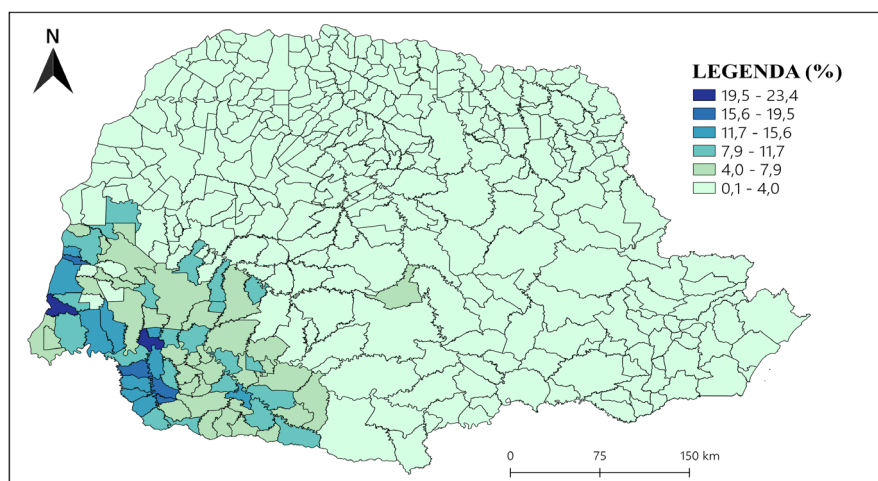 N
LEGENDA (%)
19,5 - 23,4
15,6 - 19,5
11,7 - 15,6
7,9 - 11,7
4,0 - 7,9
0,1 - 4,0
0 75 150 km